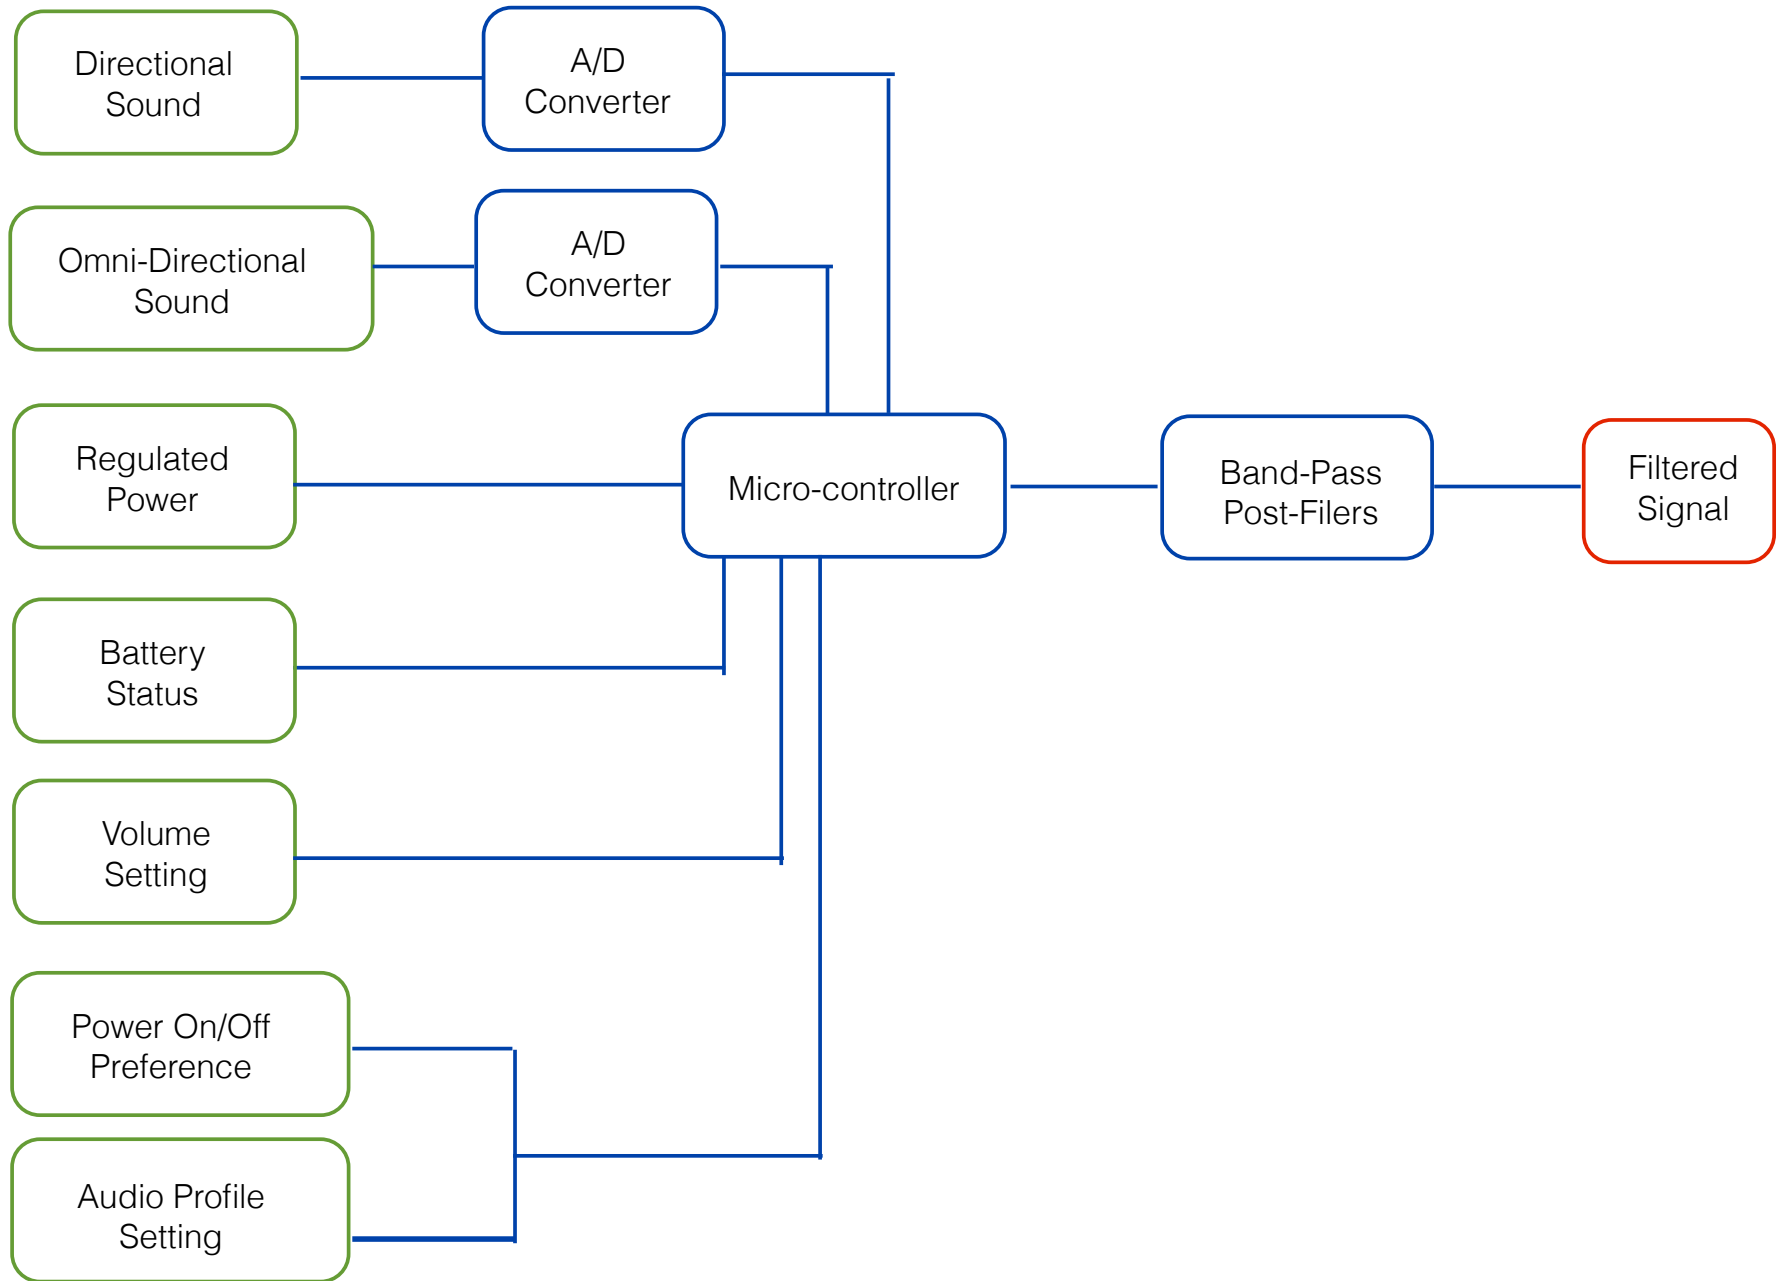 Directional
Sound
A/D
Converter
Omni-Directional
Sound
A/D
Converter
Regulated
Power
Micro-controller
Band-Pass
Post-Filers
Filtered
Signal
Battery
Status
Volume
Setting
Power On/Off
Preference
Audio Profile
Setting